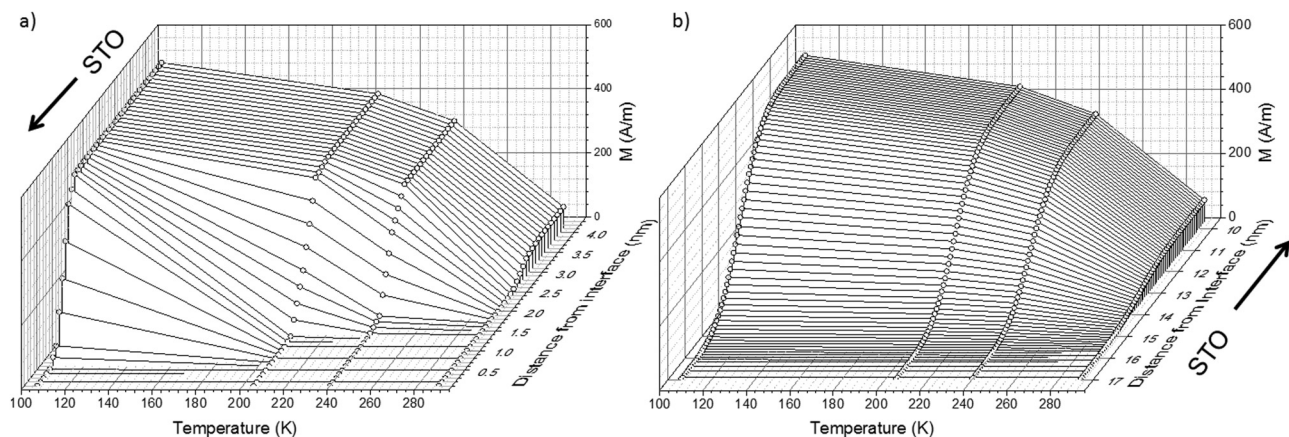 a)
STO
600
400
200
0
M (A/m)
4.0
3.5
3.0
2.5
2.0
1.5
1.0
0.5
Distance from interface (nm)
100 120 140 160 180 200 220 240 260 280
Temperature (K)
b)
600
400
200
0
M (A/m)
10
11
12
13
14
15
16
17
Distance from Interface (nm)
STO
100 120 140 160 180 200 220 240 260 280
Temperature (K)